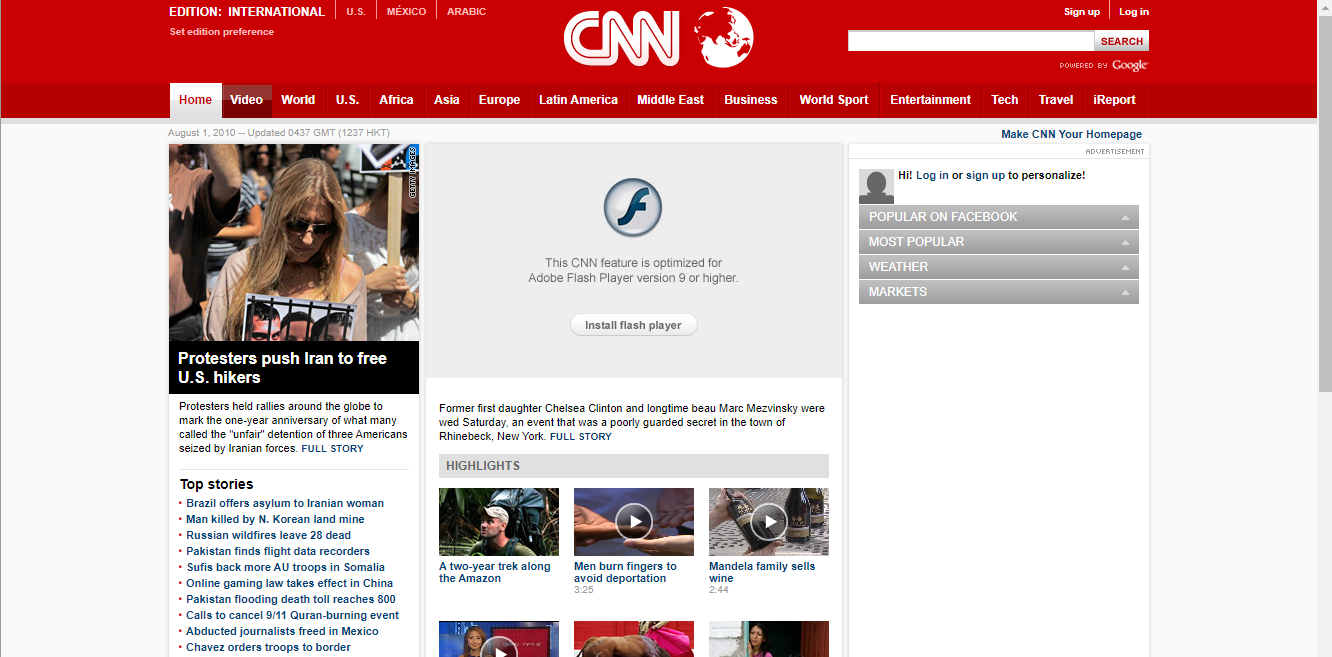 EDITION: INTERNATIONAL U.S. MÉXICO ARABIC
Set edition preference
CNN
Sign up Log in
SEARCH
POWERED BY Google
Home Video World U.S. Africa Asia Europe Latin America Middle East Business World Sport Entertainment Tech Travel iReport
August 1, 2010 -- Updated 0437 GMT (1237 HKT)
Make CNN Your Homepage
GETTY IMAGES
Protesters push Iran to free
U.S. hikers
Protesters held rallies around the globe to
mark the one-year anniversary of what many
called the "unfair" detention of three Americans
seized by Iranian forces. FULL STORY
Top stories
• Brazil offers asylum to Iranian woman
• Man killed by N. Korean land mine
• Russian wildfires leave 28 dead
• Pakistan finds flight data recorders
• Sufis back more AU troops in Somalia
• Online gaming law takes effect in China
• Pakistan flooding death toll reaches 800
• Calls to cancel 9/11 Quran-burning event
• Abducted journalists freed in Mexico
• Chavez orders troops to border
This CNN feature is optimized for
Adobe Flash Player version 9 or higher.
Install flash player
Former first daughter Chelsea Clinton and longtime beau Marc Mezvinsky were
wed Saturday, an event that was a poorly guarded secret in the town of
Rhinebeck, New York. FULL STORY
HIGHLIGHTS
A two-year trek along
the Amazon
Men burn fingers to
avoid deportation
3:25
Mandela family sells
wine
2:44
ADVERTISEMENT
Hi! Log in or sign up to personalize!
POPULAR ON FACEBOOK
MOST POPULAR
WEATHER
MARKETS